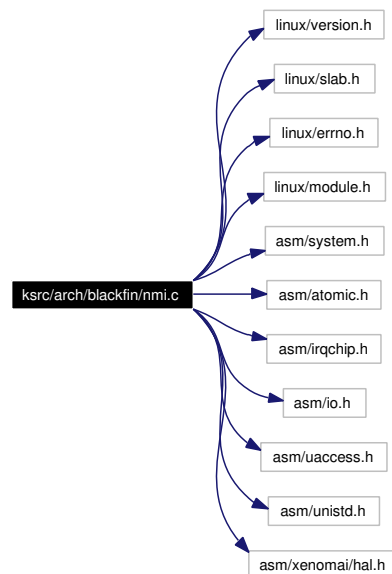 linux/version.h
linux/slab.h
linux/errno.h
linux/module.h
asm/system.h
ksrc/arch/blackfin/nmi.c
asm/atomic.h
asm/irqchip.h
asm/io.h
asm/uaccess.h
asm/unistd.h
asm/xenomai/hal.h